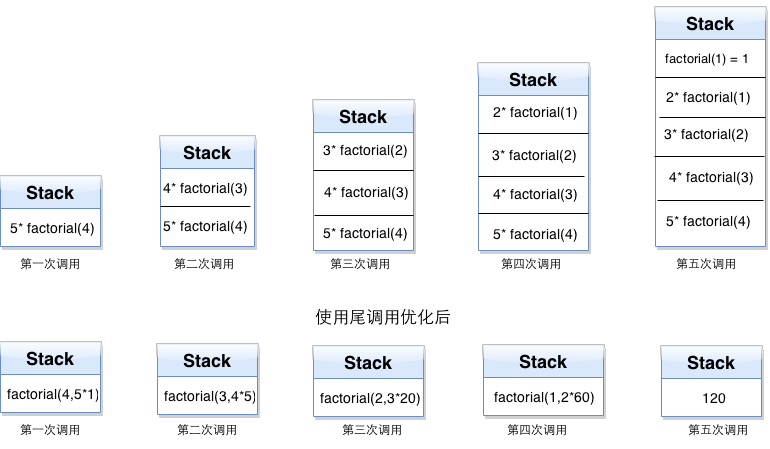 Stack
5* factorial(4)
第一次调用
Stack
4* factorial(3)
5* factorial(4)
第二次调用
Stack
3* factorial(2)
4* factorial(3)
5* factorial(4)
第三次调用
Stack
2* factorial(1)
3* factorial(2)
4* factorial(3)
5* factorial(4)
第四次调用
Stack
factorial(1) = 1
2* factorial(1)
3* factorial(2)
4* factorial(3)
5* factorial(4)
第五次调用
使用尾调用优化后
Stack
factorial(4,5*1)
第一次调用
Stack
factorial(3,4*5)
第二次调用
Stack
factorial(2,3*20)
第三次调用
Stack
factorial(1,2*60)
第四次调用
Stack
120
第五次调用